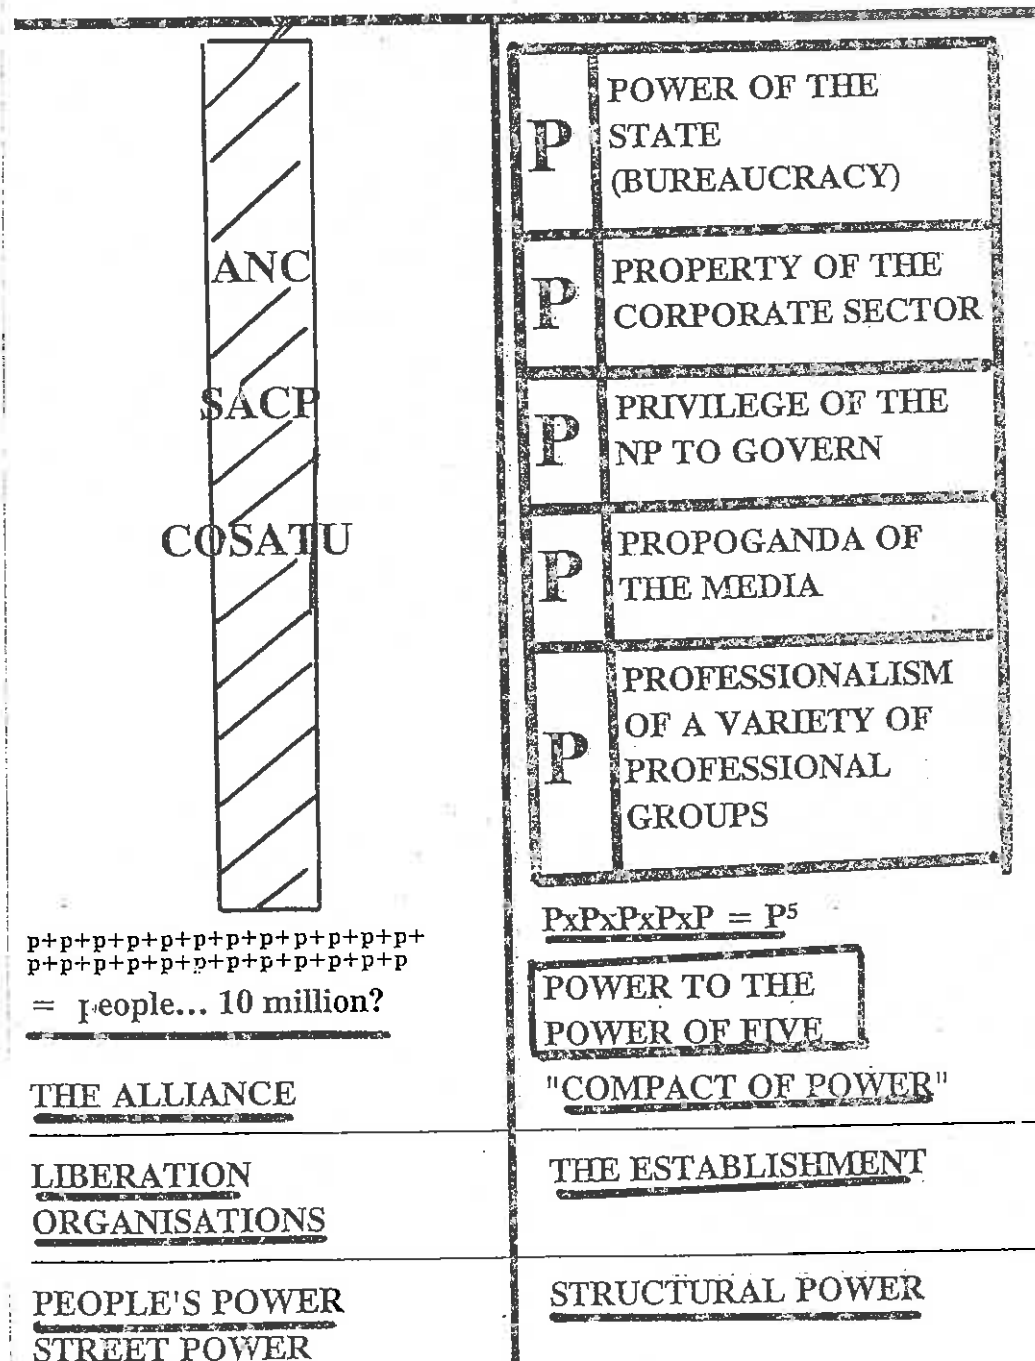 ANC
SACP
COSATU
p+p+p+p+p+p+p+p+p+p+p+p+
p+p+p+p+p+p+p+p+p+p+p+p
= people... 10 million?
THE ALLIANCE
LIBERATION
ORGANISATIONS
PEOPLE'S POWER
STREET POWER
P
POWER OF THE
STATE
(BUREAUCRACY)
P
PROPERTY OF THE
CORPORATE SECTOR
P
PRIVILEGE OF THE
NP TO GOVERN
P
PROPOGANDA OF
THE MEDIA
P
PROFESSIONALISM
OF A VARIETY OF
PROFESSIONAL
GROUPS
PxPxPxPxP = P⁵
POWER TO THE
POWER OF FIVE
"COMPACT OF POWER"
THE ESTABLISHMENT
STRUCTURAL POWER